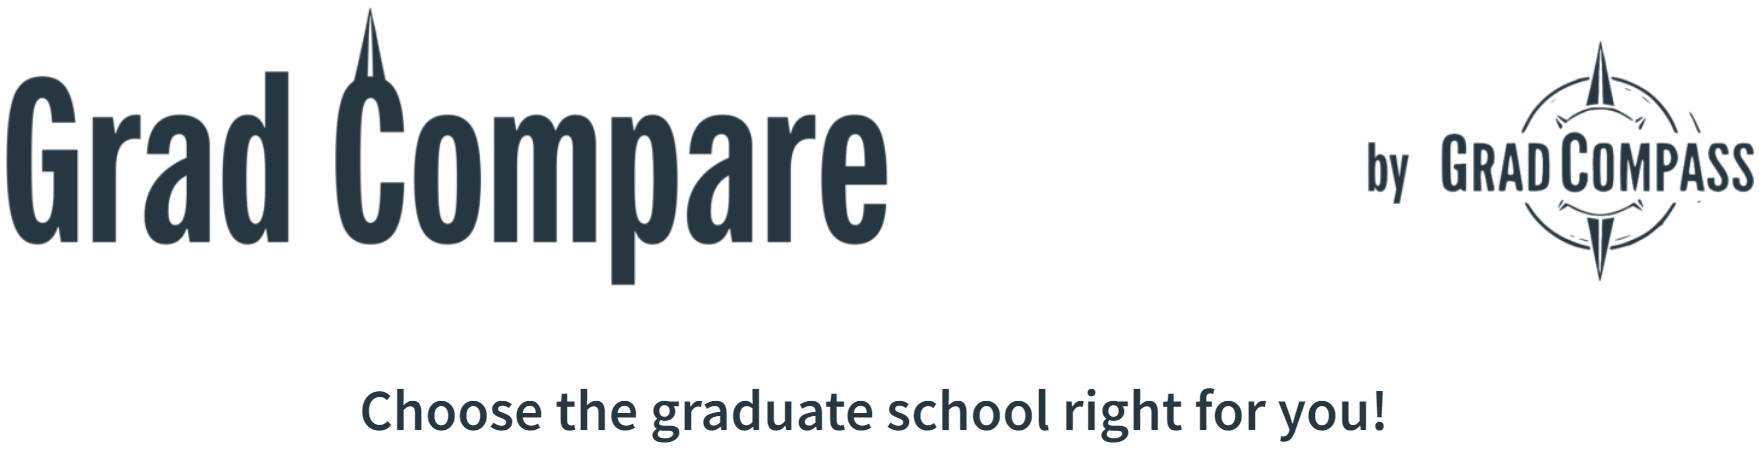 Grad Compare
by GRAD COMPASS
Choose the graduate school right for you!